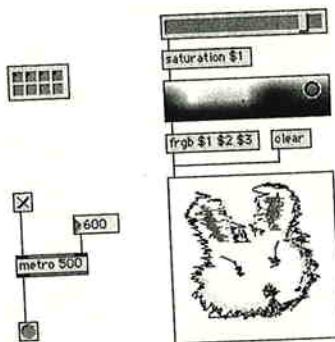 saturation $1
frgb $1 $2 $3
clear
600
metro 500